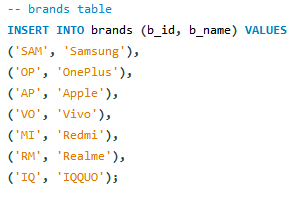 -- brands table
INSERT INTO brands (b_id, b_name) VALUES
('SAM', 'Samsung'),
('OP', 'OnePlus'),
('AP', 'Apple'),
('VO', 'Vivo'),
('MI', 'Redmi'),
('RM', 'Realme'),
('IQ', 'IQQUO');